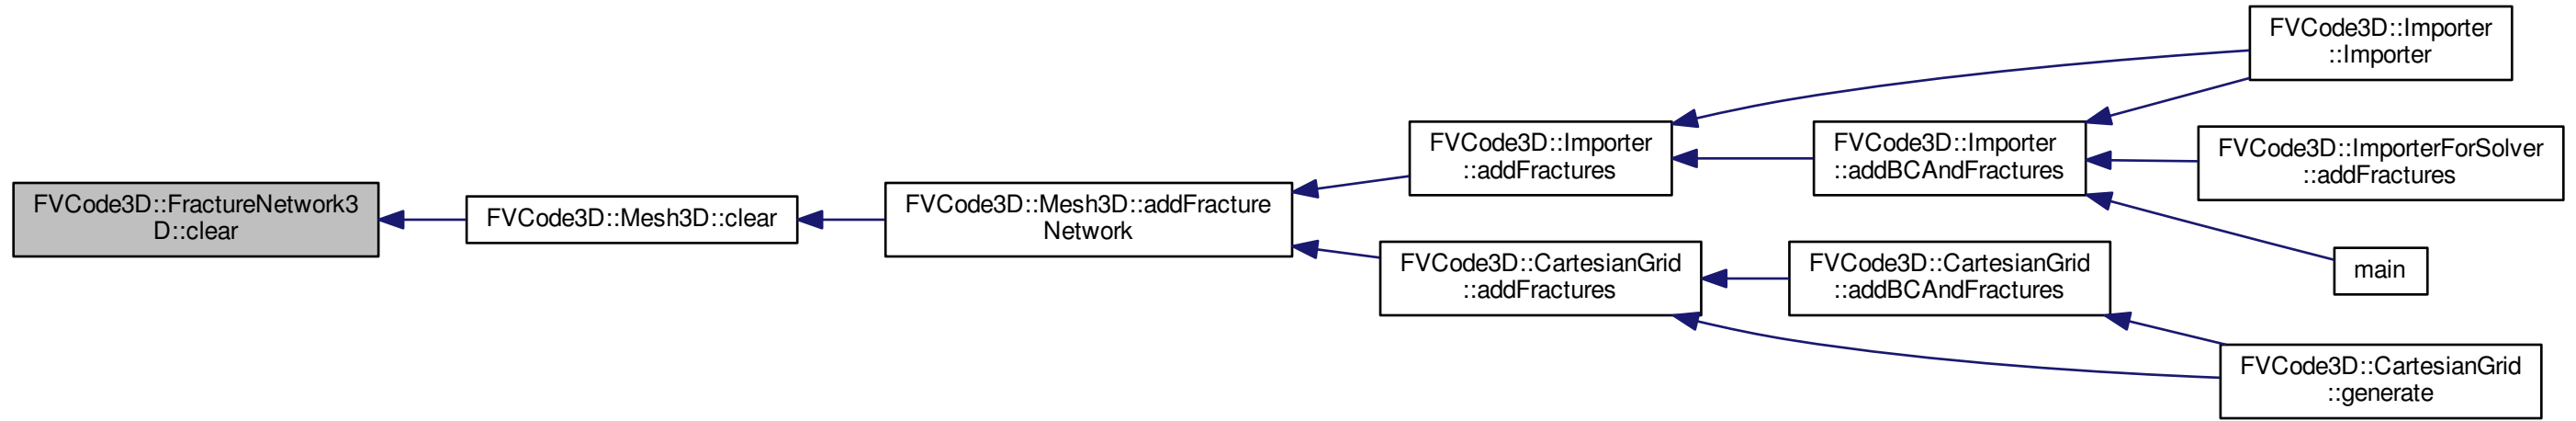 FVCode3D::FractureNetwork3
D::clear
FVCode3D::Mesh3D::clear
FVCode3D::Mesh3D::addFracture
Network
FVCode3D::Importer
::addFractures
FVCode3D::CartesianGrid
::addFractures
FVCode3D::Importer
::addBCAndFractures
FVCode3D::CartesianGrid
::addBCAndFractures
FVCode3D::Importer
::Importer
FVCode3D::ImporterForSolver
::addFractures
main
FVCode3D::CartesianGrid
::generate